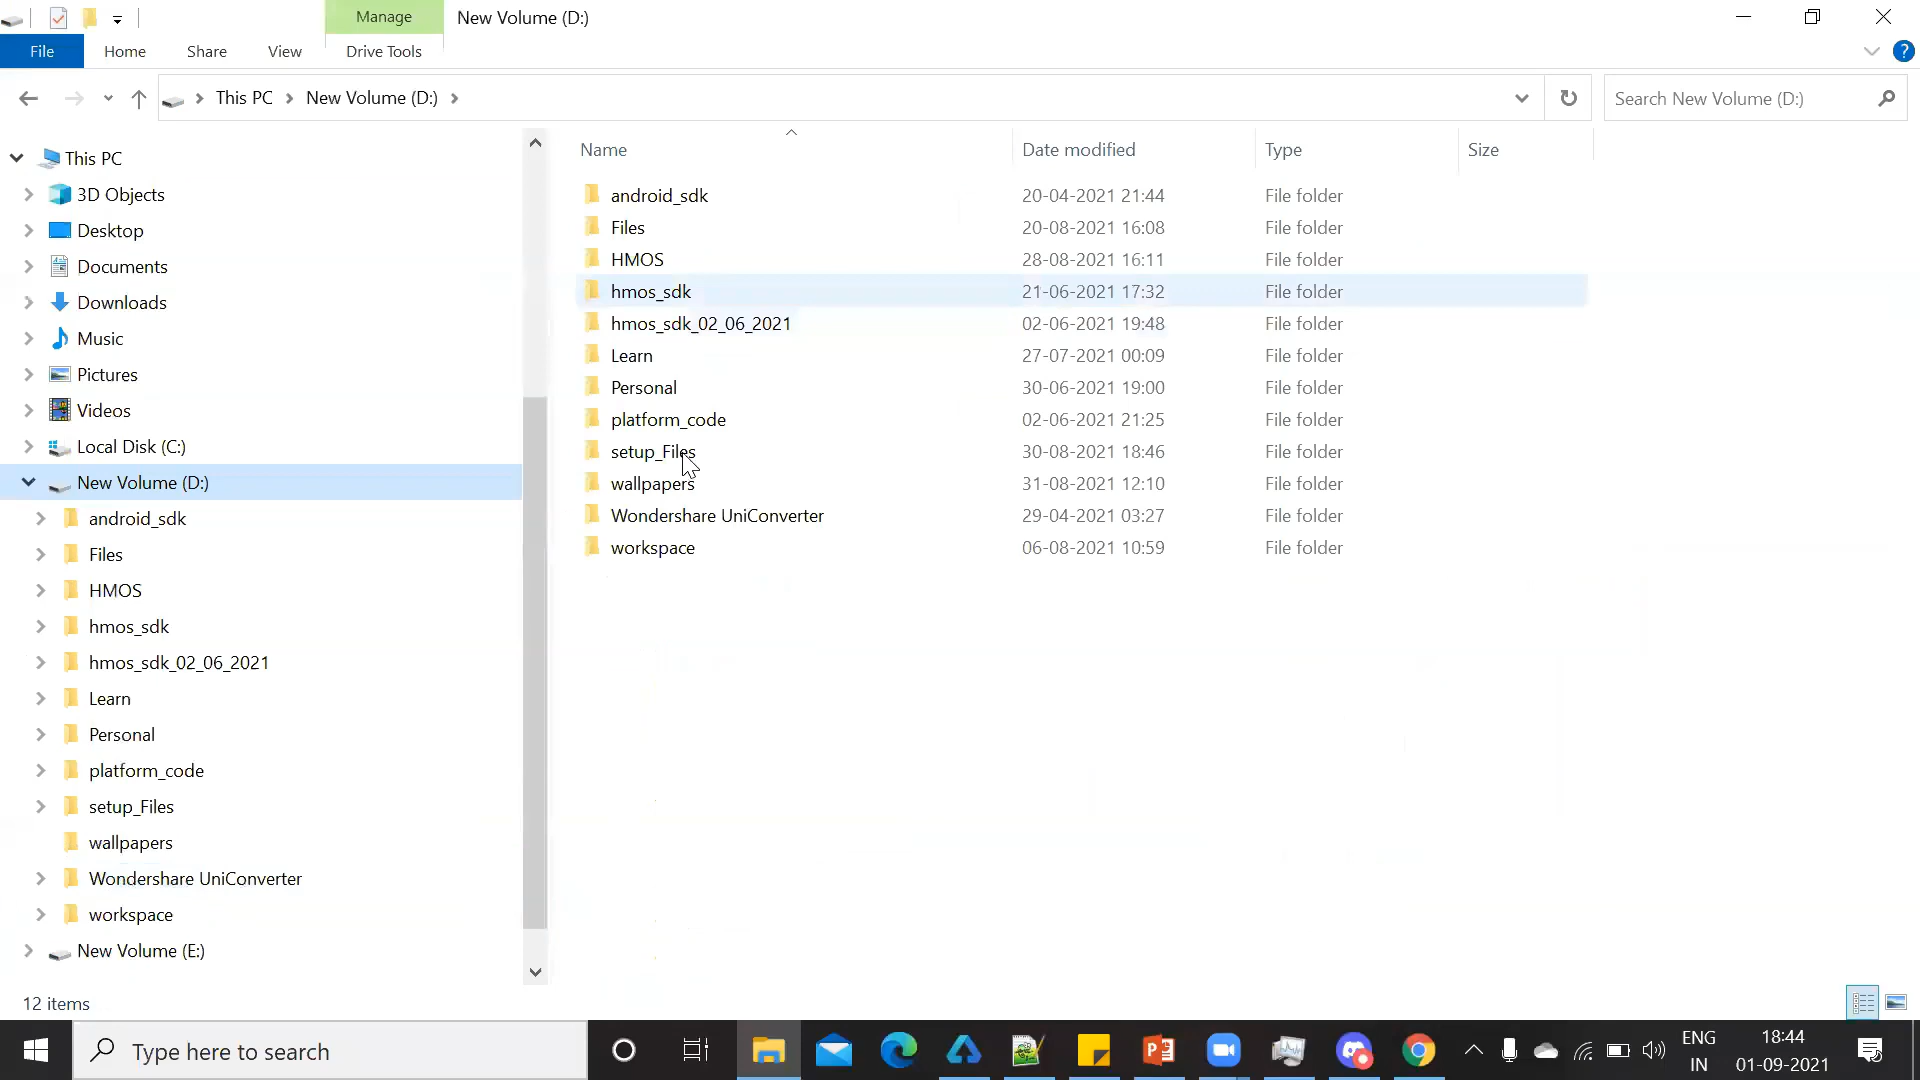 Manage
New Volume (D:)
File
Home
Share
View
Drive Tools
?
This PC
New Volume (D:)
Search New Volume (D:)
This PC
3D Objects
Desktop
Documents
Downloads
Music
Pictures
Videos
Local Disk (C:)
New Volume (D:)
android_sdk
Files
HMOS
hmos_sdk
hmos_sdk_02_06_2021
Learn
Personal
platform_code
setup_Files
wallpapers
Wondershare UniConverter
workspace
New Volume (E:)
Name Date modified Type Size
android_sdk 20-04-2021 21:44 File folder
Files 20-08-2021 16:08 File folder
HMOS 28-08-2021 16:11 File folder
hmos_sdk 21-06-2021 17:32 File folder
hmos_sdk_02_06_2021 02-06-2021 19:48 File folder
Learn 27-07-2021 00:09 File folder
Personal 30-06-2021 19:00 File folder
platform_code 02-06-2021 21:25 File folder
setup_Files 30-08-2021 18:46 File folder
wallpapers 31-08-2021 12:10 File folder
Wondershare UniConverter 29-04-2021 03:27 File folder
workspace 06-08-2021 10:59 File folder
12 items
Type here to search
ENG
IN
18:44
01-09-2021